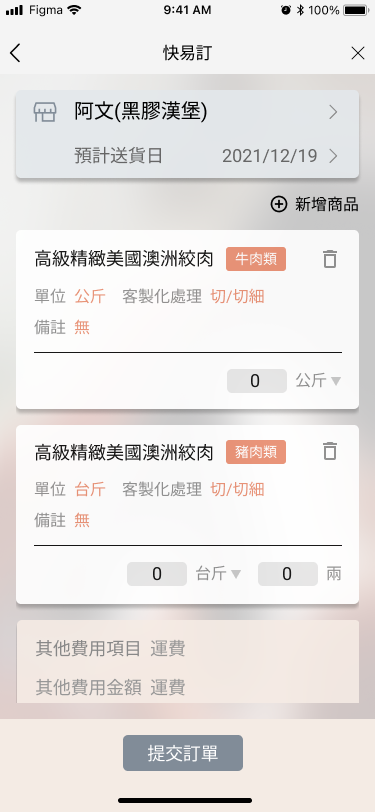 Figma 9:41 AM 100%
快易訂
阿文(黑膠漢堡)
預計送貨日 2021/12/19
新增商品
高級精緻美國澳洲絞肉 牛肉類
單位 公斤 客製化處理 切/切細
備註 無
0 公斤
高級精緻美國澳洲絞肉 豬肉類
單位 台斤 客製化處理 切/切細
備註 無
0 台斤 0 兩
其他費用項目 運費
其他費用金額 運費
提交訂單